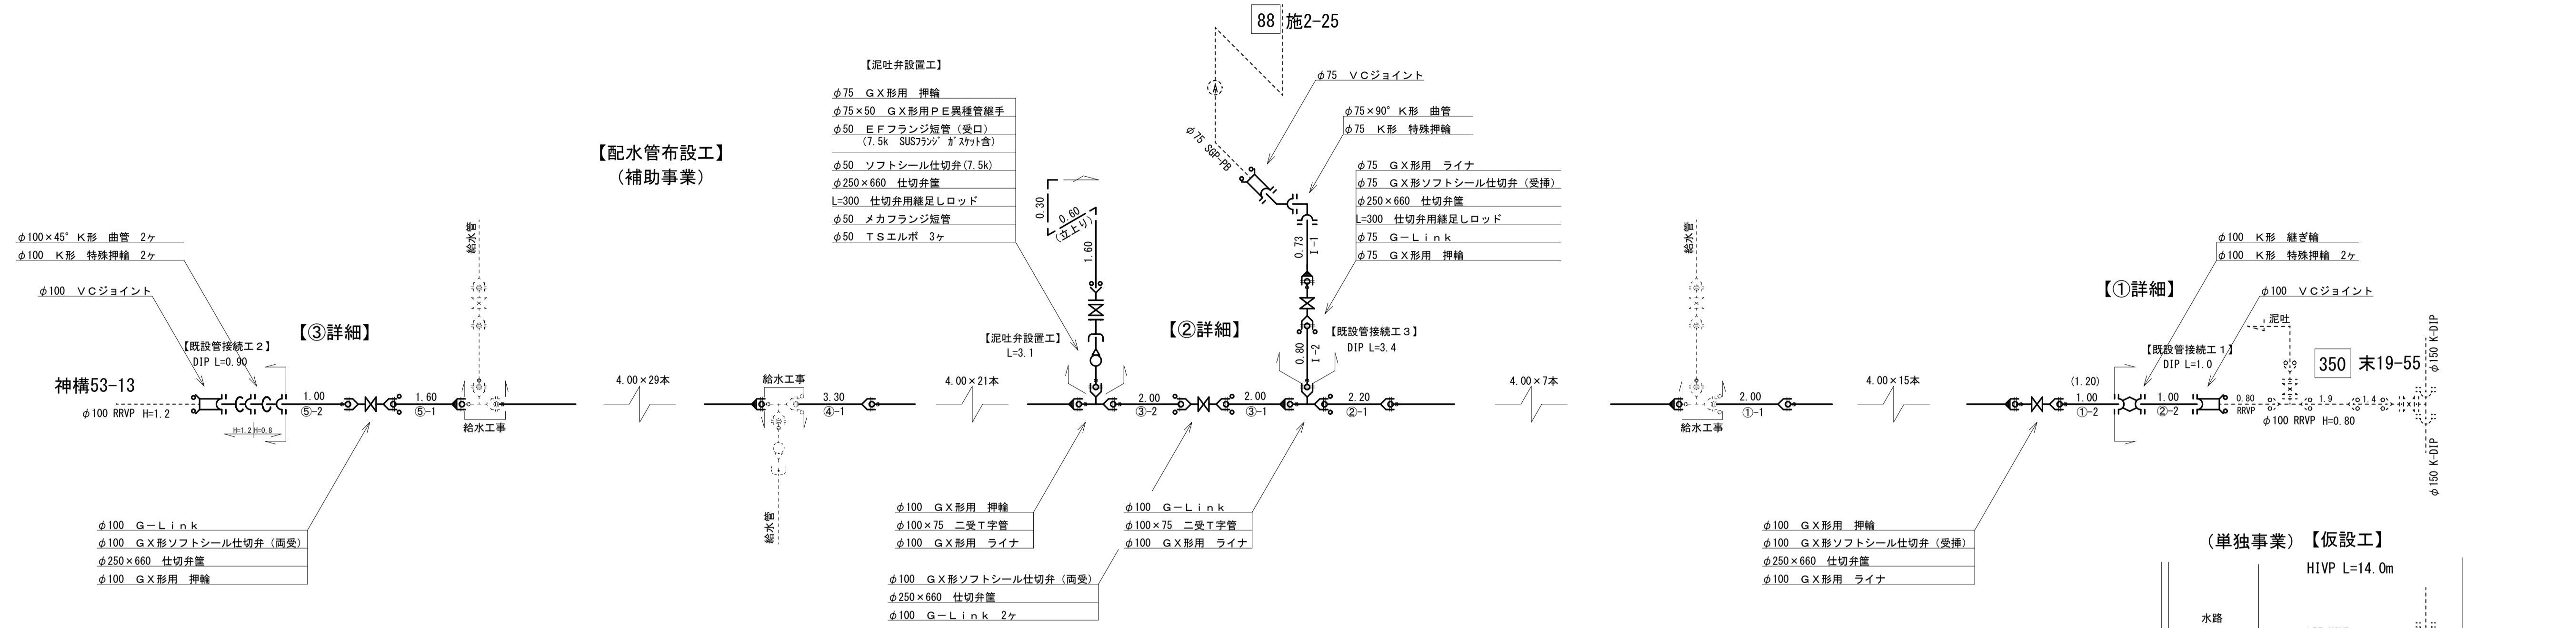 88 施2-25
【泥吐弁設置工】
φ75 GX形用 押輪
φ75×50 GX形用PE異種管継手
φ50 EFフランジ短管（受口）
(7.5k SUSフランジ ガスケット含)
φ50 ソフトシール仕切弁(7.5k)
φ250×660 仕切弁筐
L=300 仕切弁用継足しロッド
φ50 メカフランジ短管
φ50 TSエルボ 3ヶ
【配水管布設工】
(補助事業)
0.30
0.60
(立上り)
1.60
A
φ75 SGP-PB
φ75 VCジョイント
φ75×90° K形 曲管
φ75 K形 特殊押輪
φ75 GX形用 ライナ
φ75 GX形ソフトシール仕切弁（受挿）
φ250×660 仕切弁筐
L=300 仕切弁用継足しロッド
φ75 G-Link
φ75 GX形用 押輪
0.73
I-1
0.80
I-2
φ100×45° K形 曲管 2ヶ
φ100 K形 特殊押輪 2ヶ
φ100 VCジョイント
【③詳細】
【既設管接続工2】
DIP L=0.90
神構53-13
φ100 RRVP H=1.2
H=1.2
H=0.8
1.00
⑤-2
1.60
⑤-1
給水管
給水工事
4.00×29本
給水工事
給水管
3.30
④-1
4.00×21本
【泥吐弁設置工】
L=3.1
【②詳細】
2.00
③-2
2.00
③-1
【既設管接続工3】
DIP L=3.4
2.20
②-1
4.00×7本
給水管
給水工事
2.00
①-1
4.00×15本
【①詳細】
φ100 K形 継ぎ輪
φ100 K形 特殊押輪 2ヶ
φ100 VCジョイント
【既設管接続工1】
DIP L=1.0
(1.20)
1.00
①-2
1.00
②-2
0.80
RRVP
泥吐
350 末19-55
1.9
1.4
φ100 RRVP H=0.80
φ150 K-DIP
φ150 K-DIP
φ100 G-Link
φ100 GX形ソフトシール仕切弁（両受）
φ250×660 仕切弁筐
φ100 GX形用 押輪
φ100 GX形用 押輪
φ100×75 二受T字管
φ100 GX形用 ライナ
φ100 G-Link
φ100×75 二受T字管
φ100 GX形用 ライナ
φ100 GX形ソフトシール仕切弁（両受）
φ250×660 仕切弁筐
φ100 G-Link 2ヶ
φ100 GX形用 押輪
φ100 GX形ソフトシール仕切弁（受挿）
φ250×660 仕切弁筐
φ100 GX形用 ライナ
(単独事業)【仮設工】
HIVP L=14.0m
水路